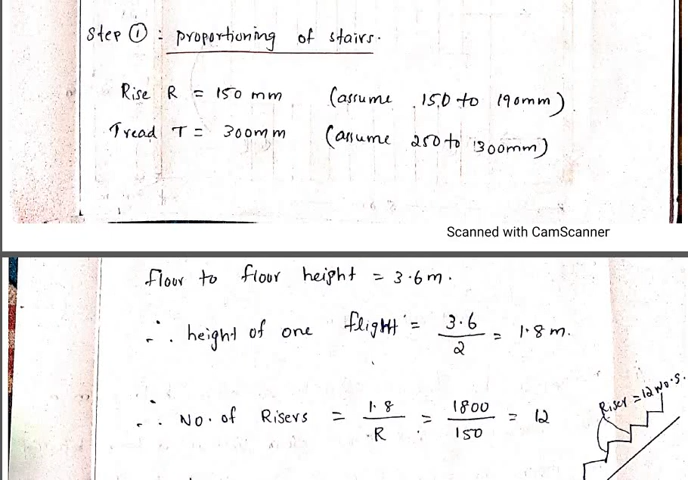 Step ① : proportioning of stairs.
Rise R = 150 mm (assume 150 to 190mm).
Tread T = 300mm (assume 250 to 300mm)
Scanned with CamScanner
floor to floor height = 3.6m.
∴ height of one flight = 3.6/2 = 1.8m.
∴ No. of Risers = 1.8/R = 1800/150 = 12
Riser = 12 No.s.